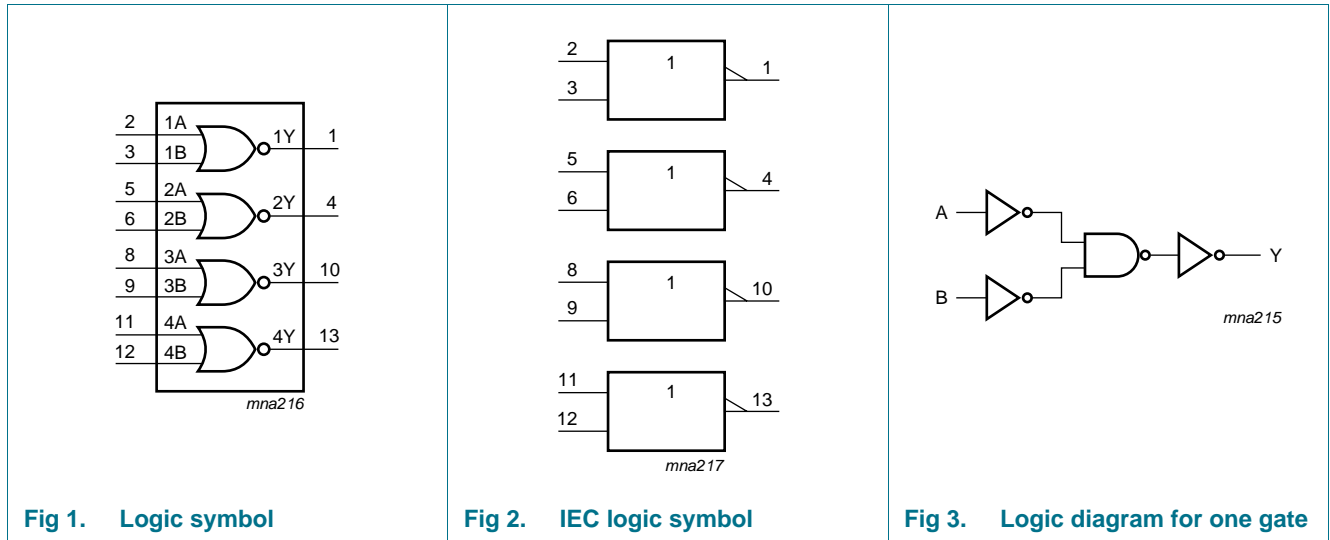 2 1A 1Y 1
3 1B
5 2A 2Y 4
6 2B
8 3A 3Y 10
9 3B
11 4A 4Y 13
12 4B
mna216
Fig 1. Logic symbol
2 1 1
3
5 1 4
6
8 1 10
9
11 1 13
12
mna217
Fig 2. IEC logic symbol
A
B
Y
mna215
Fig 3. Logic diagram for one gate